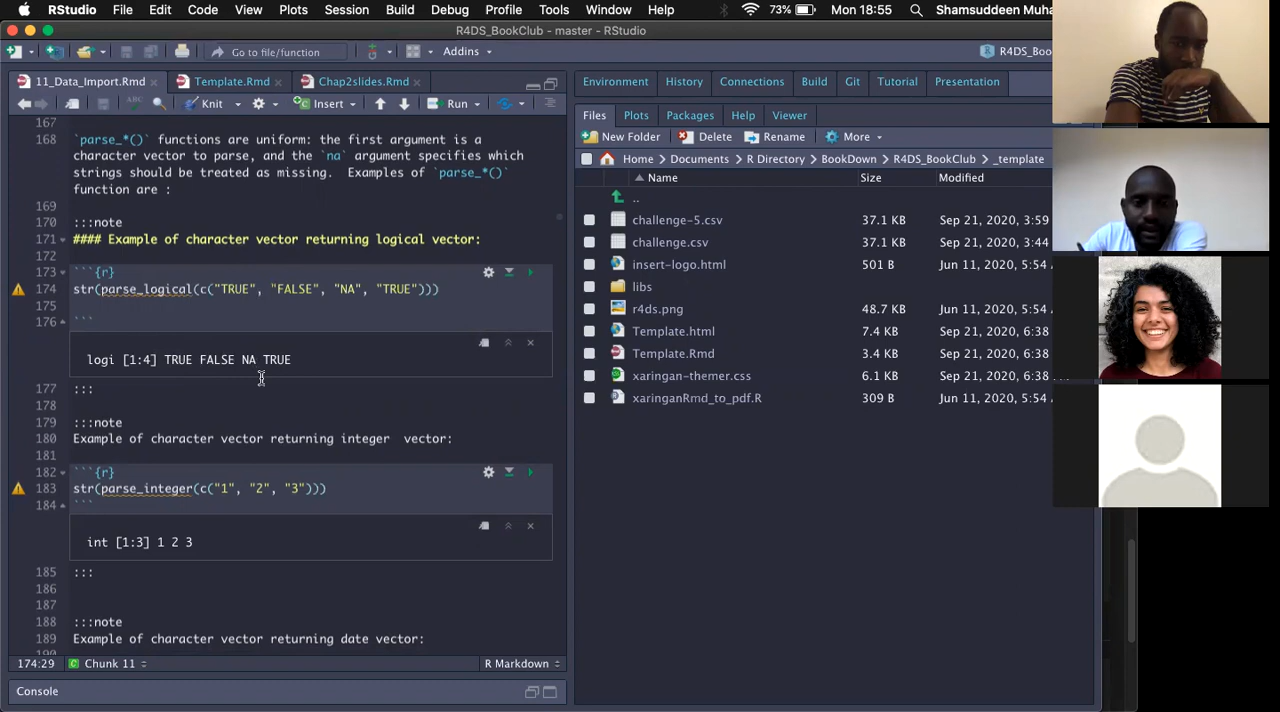 RStudio File Edit Code View Plots Session Build Debug Profile Tools Window Help 73% Mon 18:55 Shamsuddeen Muha
R4DS_BookClub - master - RStudio
Go to file/function Addins R4DS_Boo
11_Data_Import.Rmd Template.Rmd Chap2slides.Rmd
Knit Insert Run
167
168 `parse_*()` functions are uniform: the first argument is a
character vector to parse, and the `na` argument specifies which
strings should be treated as missing. Examples of `parse_*()`
function are :
169
170 :::note
171 #### Example of character vector returning logical vector:
172
173 ```{r}
174 str(parse_logical(c("TRUE", "FALSE", "NA", "TRUE")))
175
176 ```
logi [1:4] TRUE FALSE NA TRUE
177 :::
178
179 :::note
180 Example of character vector returning integer  vector:
181
182 ```{r}
183 str(parse_integer(c("1", "2", "3")))
184 ```
int [1:3] 1 2 3
185 :::
186
187
188 :::note
189 Example of character vector returning date vector:
190
174:29 Chunk 11 R Markdown
Console
Environment History Connections Build Git Tutorial Presentation
Files Plots Packages Help Viewer
New Folder Delete Rename More
Home Documents R Directory BookDown R4DS_BookClub _template
Name Size Modified
..
challenge-5.csv 37.1 KB Sep 21, 2020, 3:59
challenge.csv 37.1 KB Sep 21, 2020, 3:44
insert-logo.html 501 B Jun 11, 2020, 5:54
libs
r4ds.png 48.7 KB Jun 11, 2020, 5:54
Template.html 7.4 KB Sep 21, 2020, 6:38
Template.Rmd 3.4 KB Sep 21, 2020, 6:38
xaringan-themer.css 6.1 KB Sep 21, 2020, 6:38
xaringanRmd_to_pdf.R 309 B Jun 11, 2020, 5:54